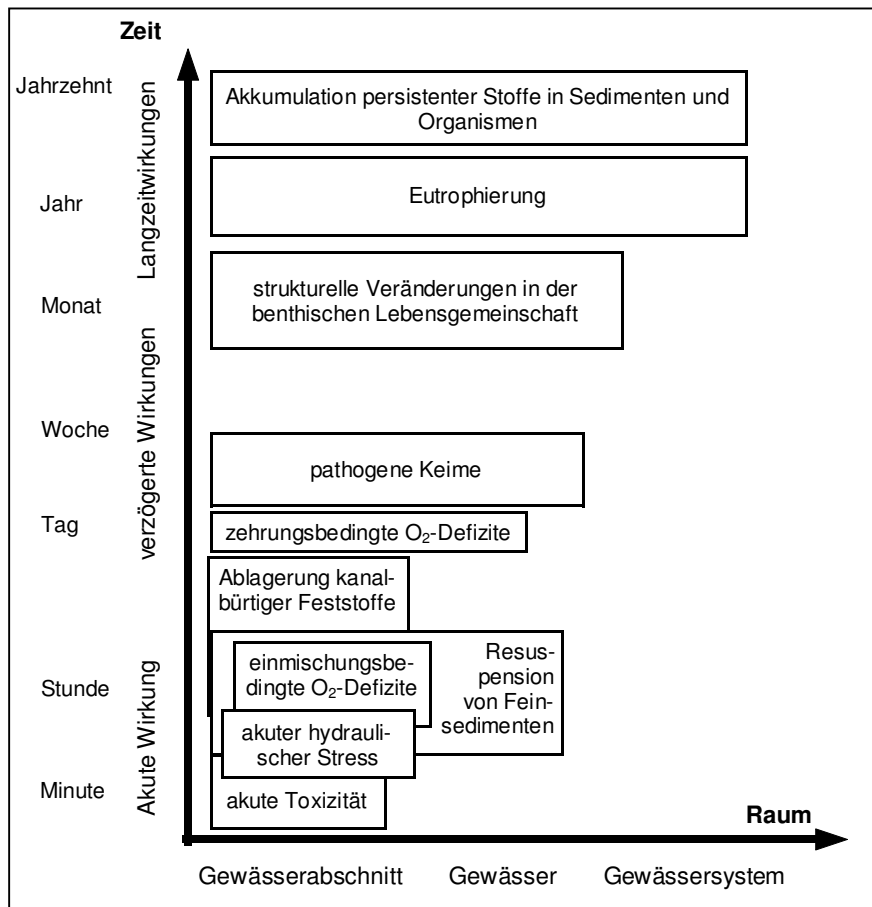 Zeit
Jahrzehnt
Jahr
Monat
Woche
Tag
Stunde
Minute
Langzeitwirkungen
verzögerte Wirkungen
Akute Wirkung
Akkumulation persistenter Stoffe in Sedimenten und
Organismen
Eutrophierung
strukturelle Veränderungen in der
benthischen Lebensgemeinschaft
pathogene Keime
zehrungsbedingte O₂-Defizite
Ablagerung kanal-
bürtiger Feststoffe
einmischungsbe-
dingte O₂-Defizite
Resus-
pension
von Fein-
sedimenten
akuter hydrauli-
scher Stress
akute Toxizität
Raum
Gewässerabschnitt
Gewässer
Gewässersystem